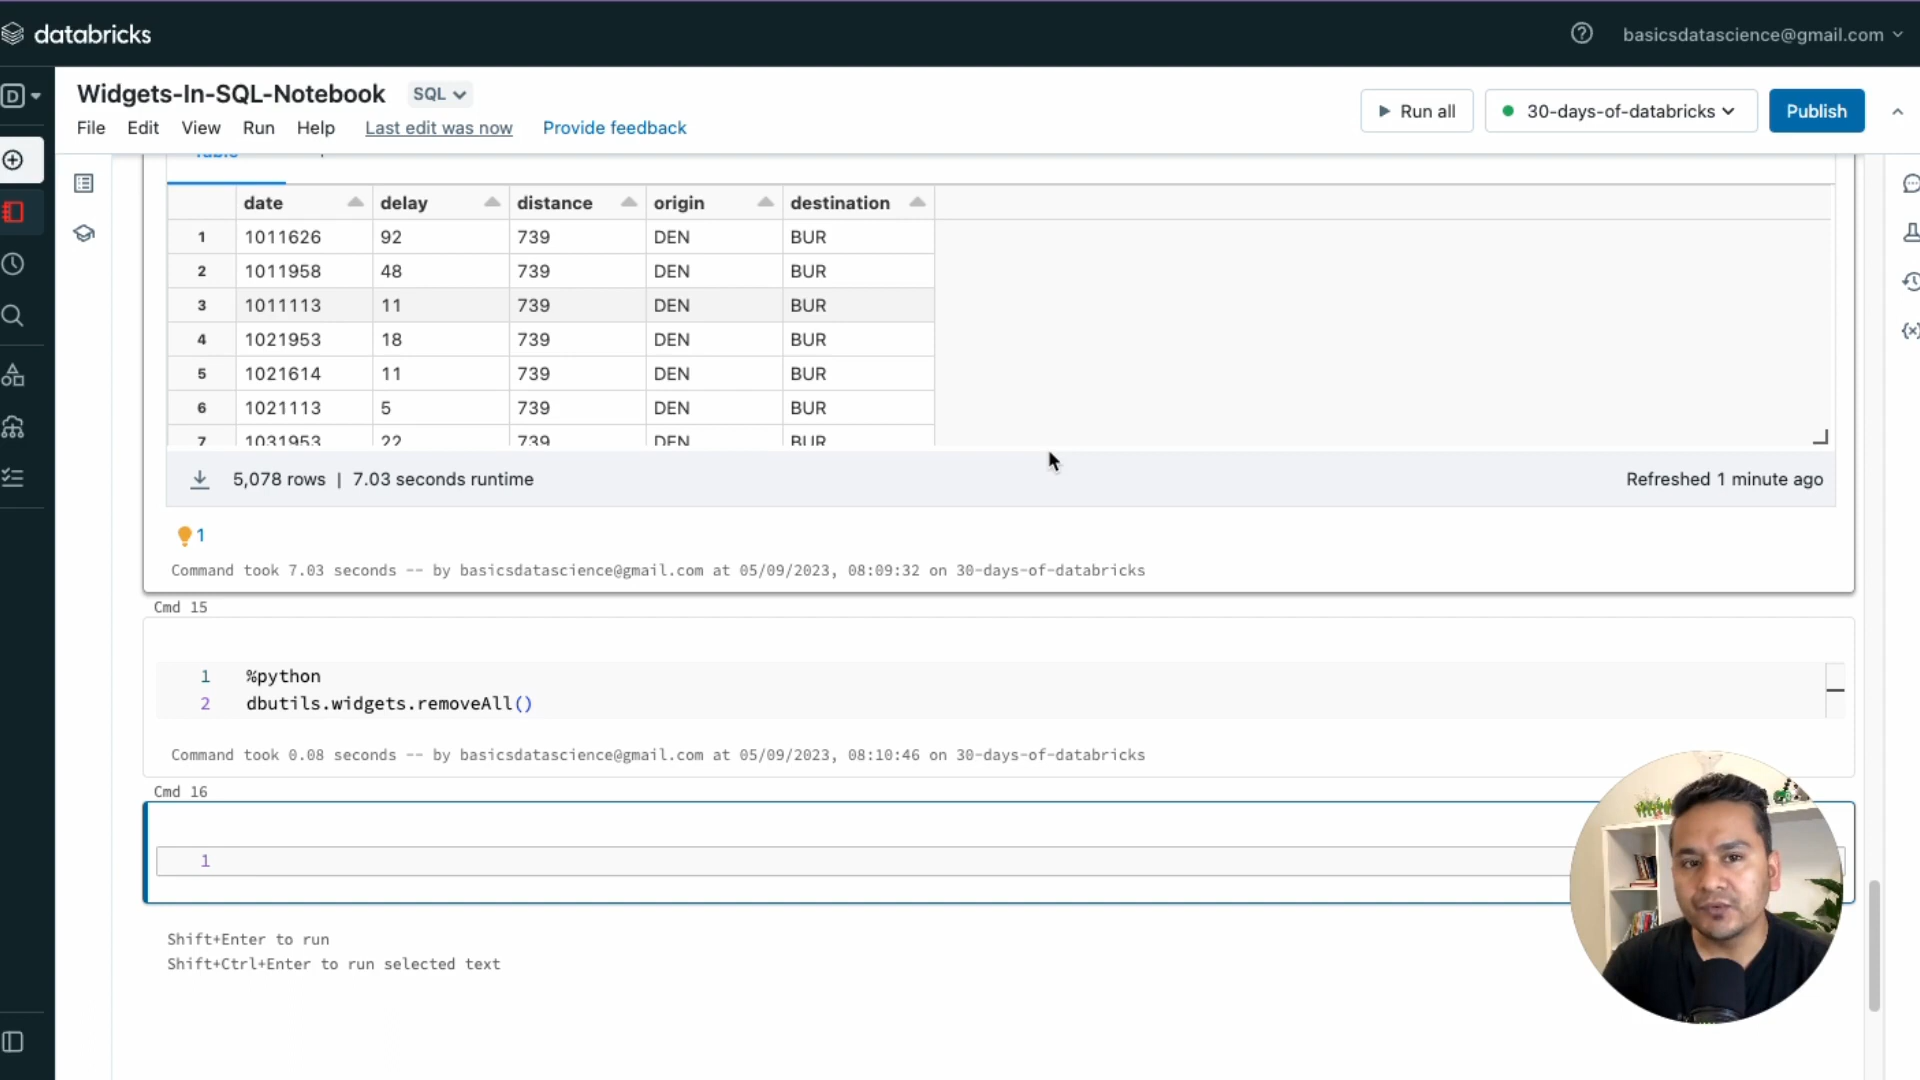 databricks
basicsdatascience@gmail.com
Widgets-In-SQL-Notebook SQL
File Edit View Run Help Last edit was now Provide feedback
Run all 30-days-of-databricks Publish
Table
date delay distance origin destination
1 1011626 92 739 DEN BUR
2 1011958 48 739 DEN BUR
3 1011113 11 739 DEN BUR
4 1021953 18 739 DEN BUR
5 1021614 11 739 DEN BUR
6 1021113 5 739 DEN BUR
7 1031953 22 739 DEN BUR
5,078 rows | 7.03 seconds runtime Refreshed 1 minute ago
1
Command took 7.03 seconds -- by basicsdatascience@gmail.com at 05/09/2023, 08:09:32 on 30-days-of-databricks
Cmd 15
1 %python
2 dbutils.widgets.removeAll()
Command took 0.08 seconds -- by basicsdatascience@gmail.com at 05/09/2023, 08:10:46 on 30-days-of-databricks
Cmd 16
1
Shift+Enter to run
Shift+Ctrl+Enter to run selected text